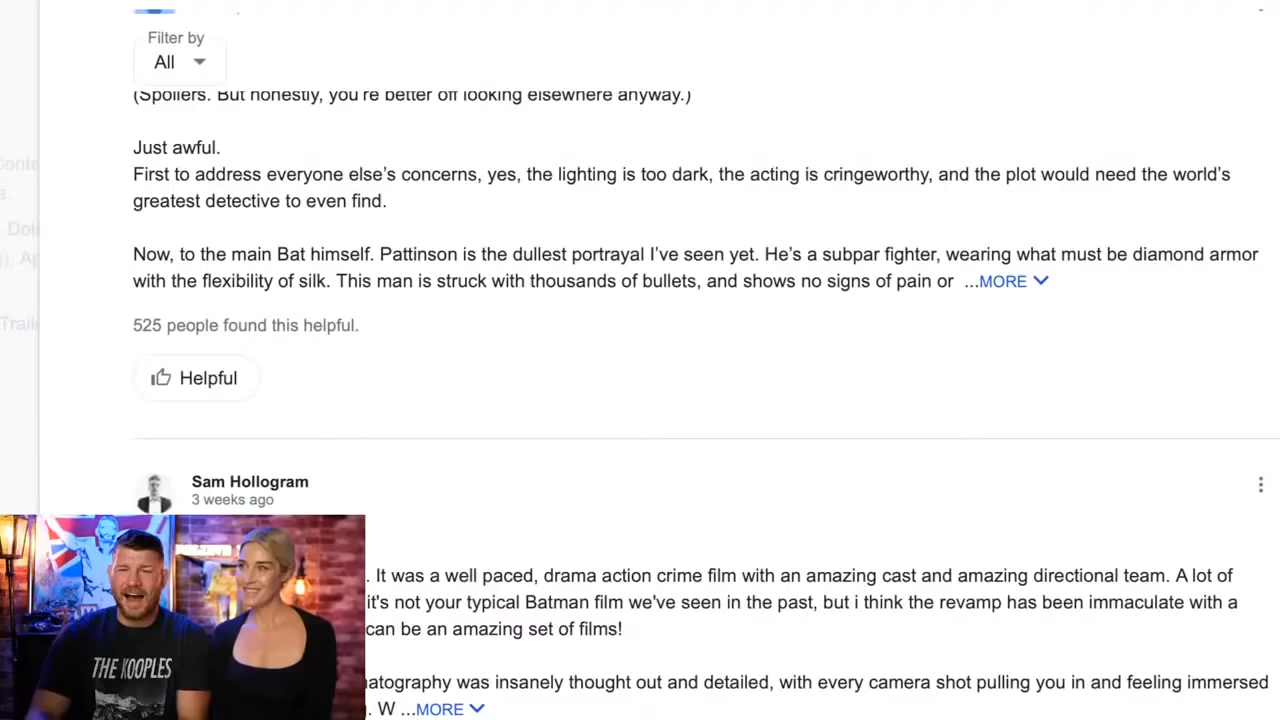 Filter by
All
(Spoilers. But honestly, you're better off looking elsewhere anyway.)
Just awful.
First to address everyone else's concerns, yes, the lighting is too dark, the acting is cringeworthy, and the plot would need the world's
greatest detective to even find.
Now, to the main Bat himself. Pattinson is the dullest portrayal I've seen yet. He's a subpar fighter, wearing what must be diamond armor
with the flexibility of silk. This man is struck with thousands of bullets, and shows no signs of pain or ...MORE
525 people found this helpful.
Helpful
Sam Hollogram
3 weeks ago
. It was a well paced, drama action crime film with an amazing cast and amazing directional team. A lot of
it's not your typical Batman film we've seen in the past, but i think the revamp has been immaculate with a
can be an amazing set of films!
matography was insanely thought out and detailed, with every camera shot pulling you in and feeling immersed
. W ...MORE
THE KOOPLES